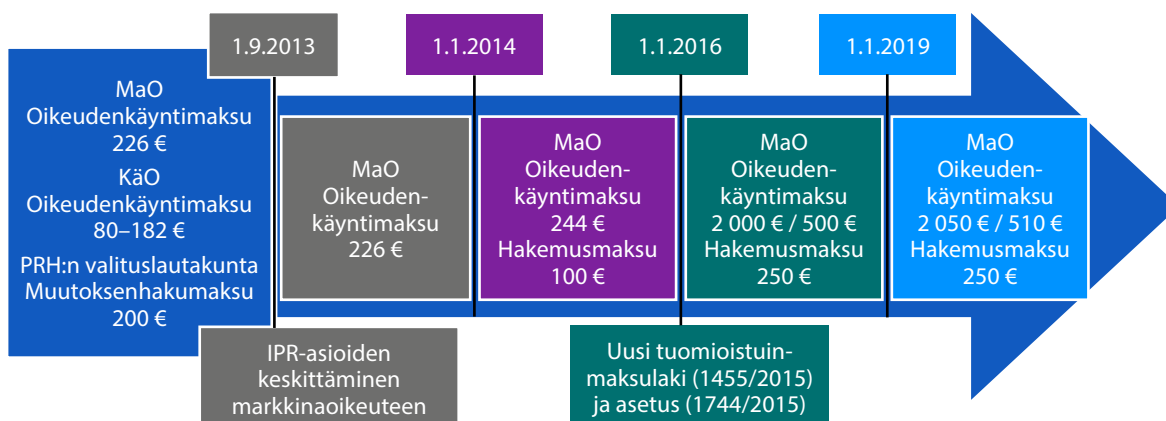 1.9.2013
1.1.2014
1.1.2016
1.1.2019
MaO
Oikeudenkäyntimaksu
226 €
KäO
Oikeudenkäyntimaksu
80–182 €
PRH:n valituslautakunta
Muutoksenhakumaksu
200 €
MaO
Oikeuden-
käyntimaksu
226 €
MaO
Oikeuden-
käyntimaksu
244 €
Hakemusmaksu
100 €
MaO
Oikeuden-
käyntimaksu
2 000 € / 500 €
Hakemusmaksu
250 €
MaO
Oikeuden-
käyntimaksu
2 050 € / 510 €
Hakemusmaksu
250 €
IPR-asioiden
keskittäminen
markkinaoikeuteen
Uusi tuomioistuin-
maksulaki (1455/2015)
ja asetus (1744/2015)